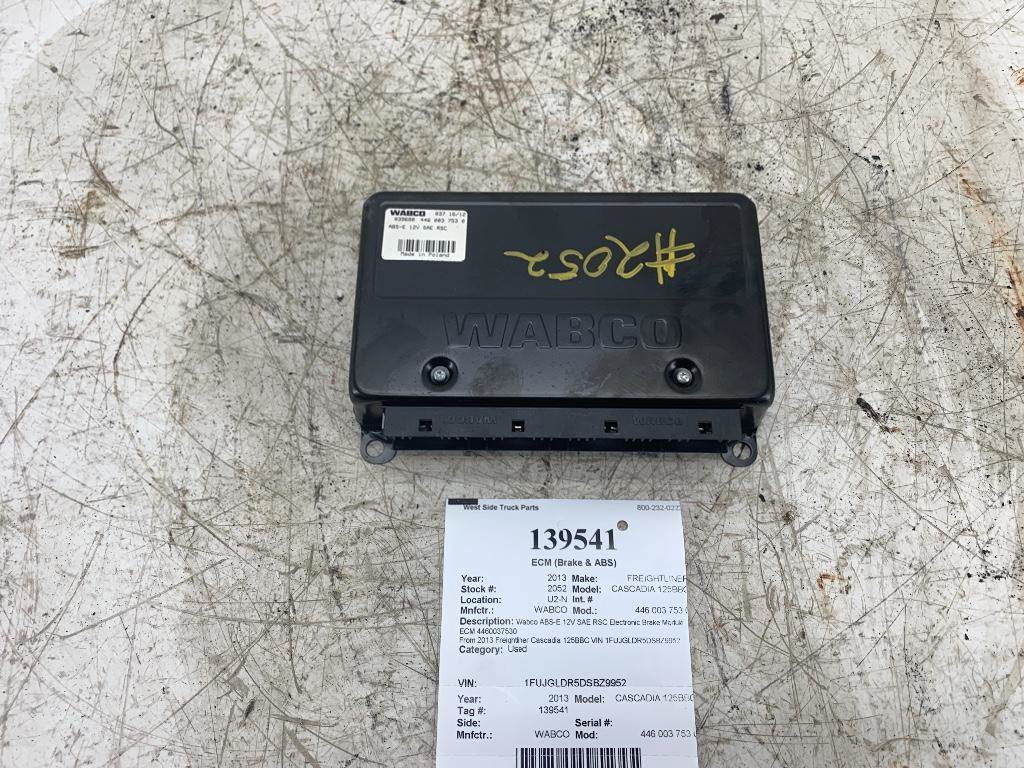 WABCO 037 16/12
446 003 753 0
ABS-E 12V SAE RSC
Made in Poland
#2052
WABCO
WABCO WABCO
West Side Truck Parts 800-232-022
139541
ECM (Brake & ABS)
Year: 2013 Make: FREIGHTLINER
Stock #: 2052 Model: CASCADIA 125BBC
Location: U2-N Int. #
Mnfctr.: WABCO Mod.: 446 003 753 0
Description: Wabco ABS-E 12V SAE RSC Electronic Brake Module
ECM 4460037530
From 2013 Freightliner Cascadia 125BBC VIN 1FUJGLDR5DSBZ9952
Category: Used
VIN: 1FUJGLDR5DSBZ9952
Year: 2013 Model: CASCADIA 125BBC
Tag #: 139541
Side: Serial #:
Mnfctr.: WABCO Mod: 446 003 753 0